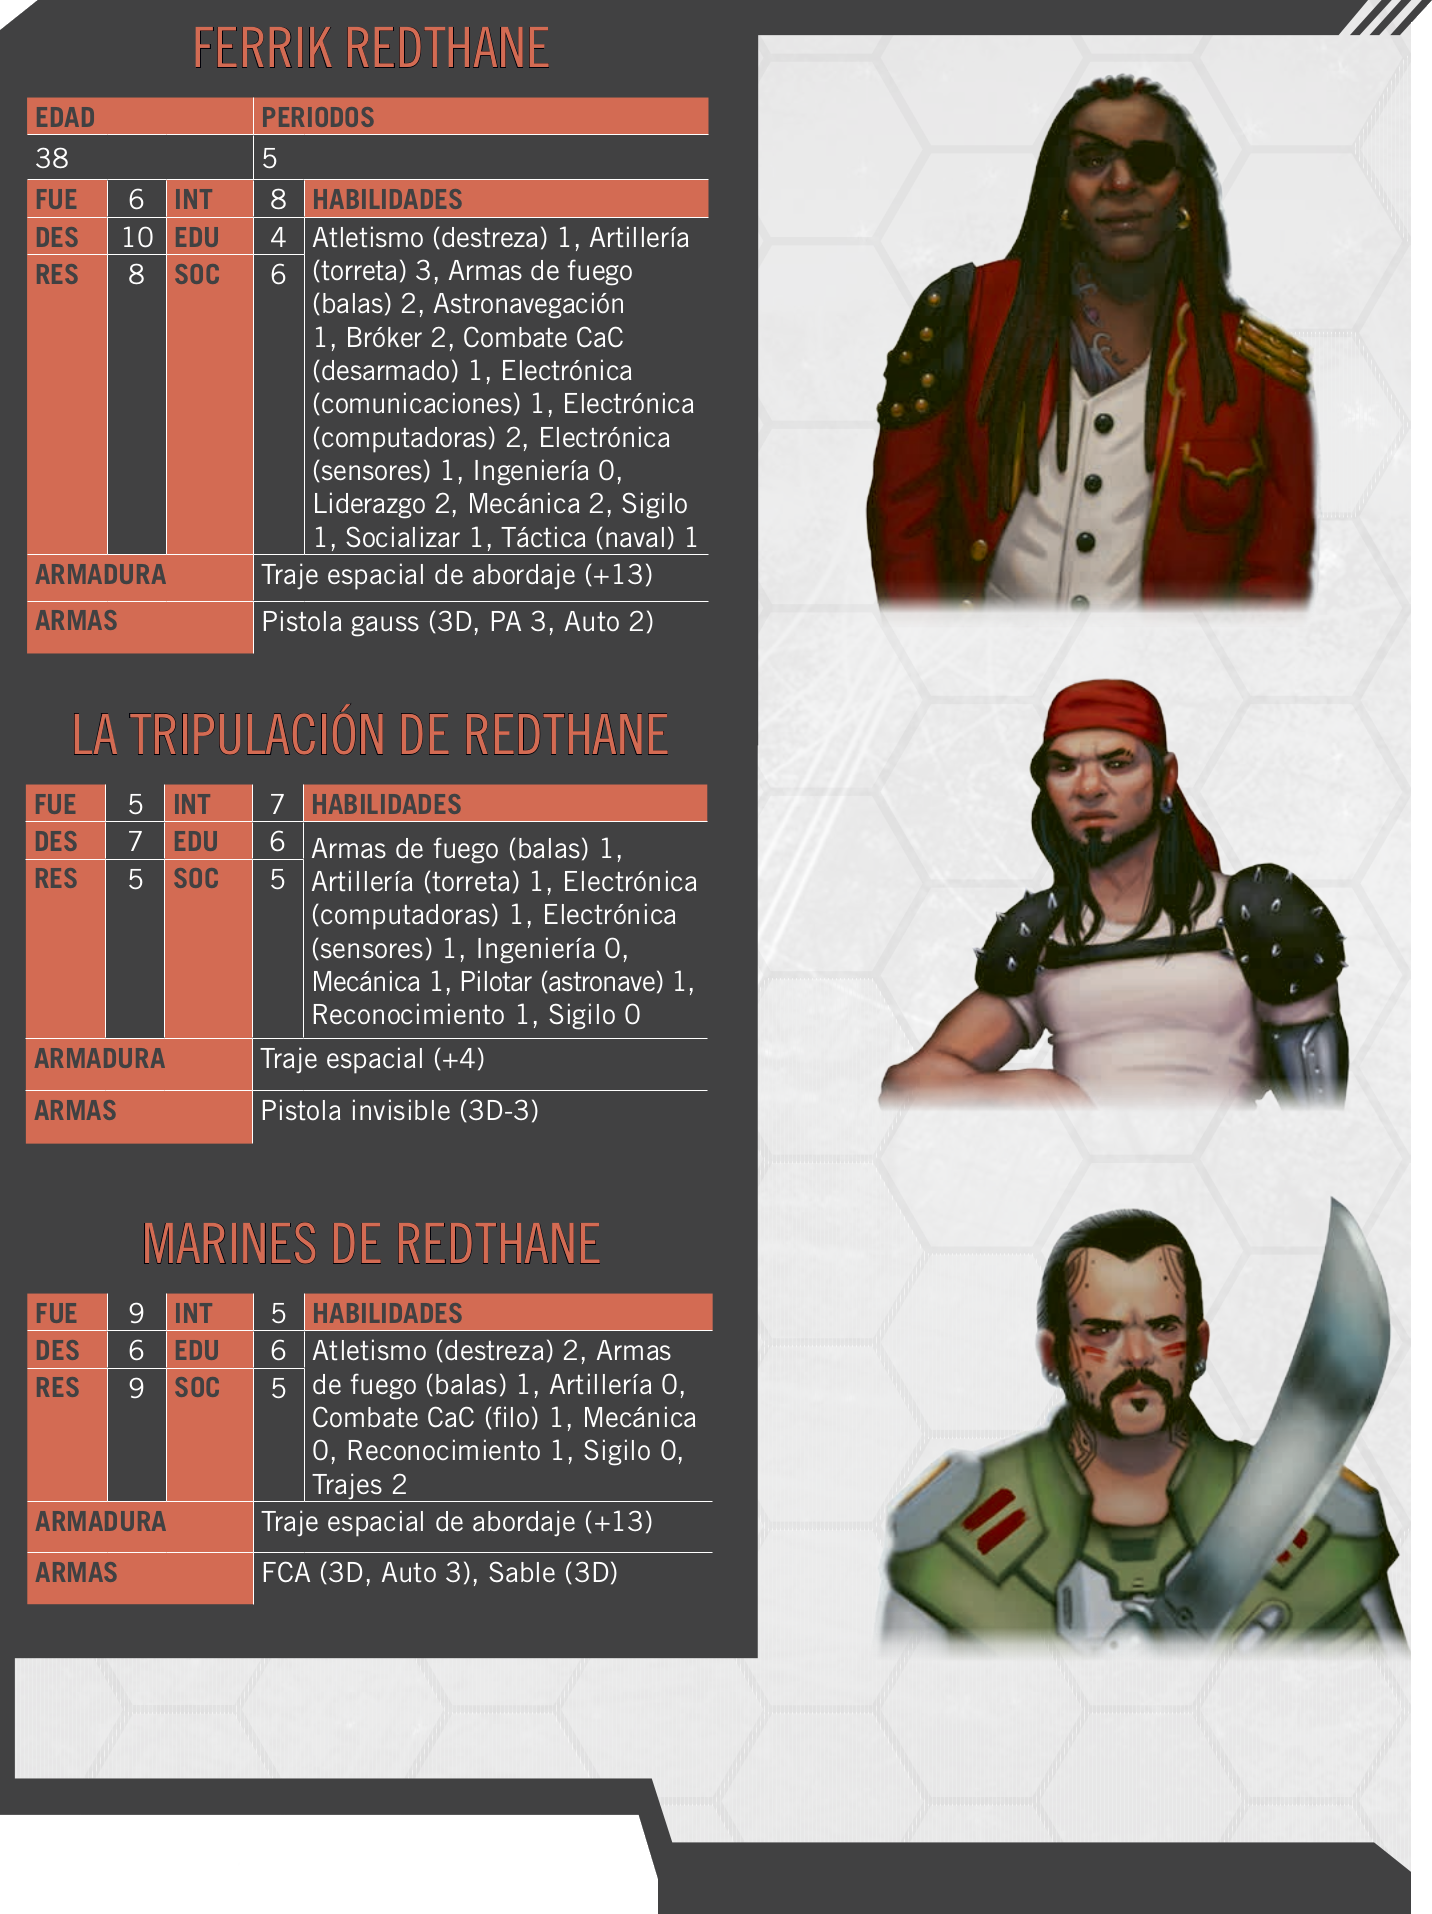 FERRIK REDTHANE
EDAD PERIODOS
38 5
FUE 6 INT 8 HABILIDADES
DES 10 EDU 4 Atletismo (destreza) 1, Artillería
RES 8 SOC 6 (torreta) 3, Armas de fuego
(balas) 2, Astronavegación
1, Bróker 2, Combate CaC
(desarmado) 1, Electrónica
(comunicaciones) 1, Electrónica
(computadoras) 2, Electrónica
(sensores) 1, Ingeniería 0,
Liderazgo 2, Mecánica 2, Sigilo
1, Socializar 1, Táctica (naval) 1
ARMADURA Traje espacial de abordaje (+13)
ARMAS Pistola gauss (3D, PA 3, Auto 2)
LA TRIPULACIÓN DE REDTHANE
FUE 5 INT 7 HABILIDADES
DES 7 EDU 6 Armas de fuego (balas) 1,
RES 5 SOC 5 Artillería (torreta) 1, Electrónica
(computadoras) 1, Electrónica
(sensores) 1, Ingeniería 0,
Mecánica 1, Pilotar (astronave) 1,
Reconocimiento 1, Sigilo 0
ARMADURA Traje espacial (+4)
ARMAS Pistola invisible (3D-3)
MARINES DE REDTHANE
FUE 9 INT 5 HABILIDADES
DES 6 EDU 6 Atletismo (destreza) 2, Armas
RES 9 SOC 5 de fuego (balas) 1, Artillería 0,
Combate CaC (filo) 1, Mecánica
0, Reconocimiento 1, Sigilo 0,
Trajes 2
ARMADURA Traje espacial de abordaje (+13)
ARMAS FCA (3D, Auto 3), Sable (3D)